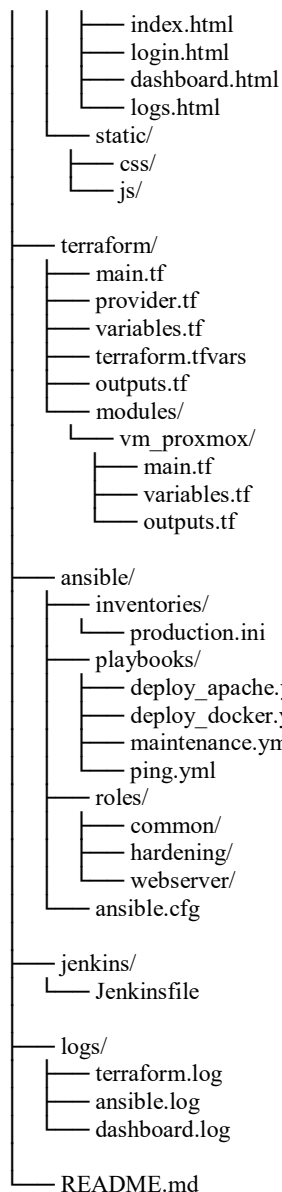 │   │   ├── index.html
│   │   ├── login.html
│   │   ├── dashboard.html
│   │   └── logs.html
│   └── static/
│       ├── css/
│       └── js/
│
├── terraform/
│   ├── main.tf
│   ├── provider.tf
│   ├── variables.tf
│   ├── terraform.tfvars
│   ├── outputs.tf
│   └── modules/
│       └── vm_proxmox/
│           ├── main.tf
│           ├── variables.tf
│           └── outputs.tf
│
├── ansible/
│   ├── inventories/
│   │   └── production.ini
│   ├── playbooks/
│   │   ├── deploy_apache.y
│   │   ├── deploy_docker.y
│   │   ├── maintenance.ym
│   │   └── ping.yml
│   ├── roles/
│   │   ├── common/
│   │   ├── hardening/
│   │   └── webserver/
│   └── ansible.cfg
│
├── jenkins/
│   └── Jenkinsfile
│
├── logs/
│   ├── terraform.log
│   ├── ansible.log
│   └── dashboard.log
│
└── README.md